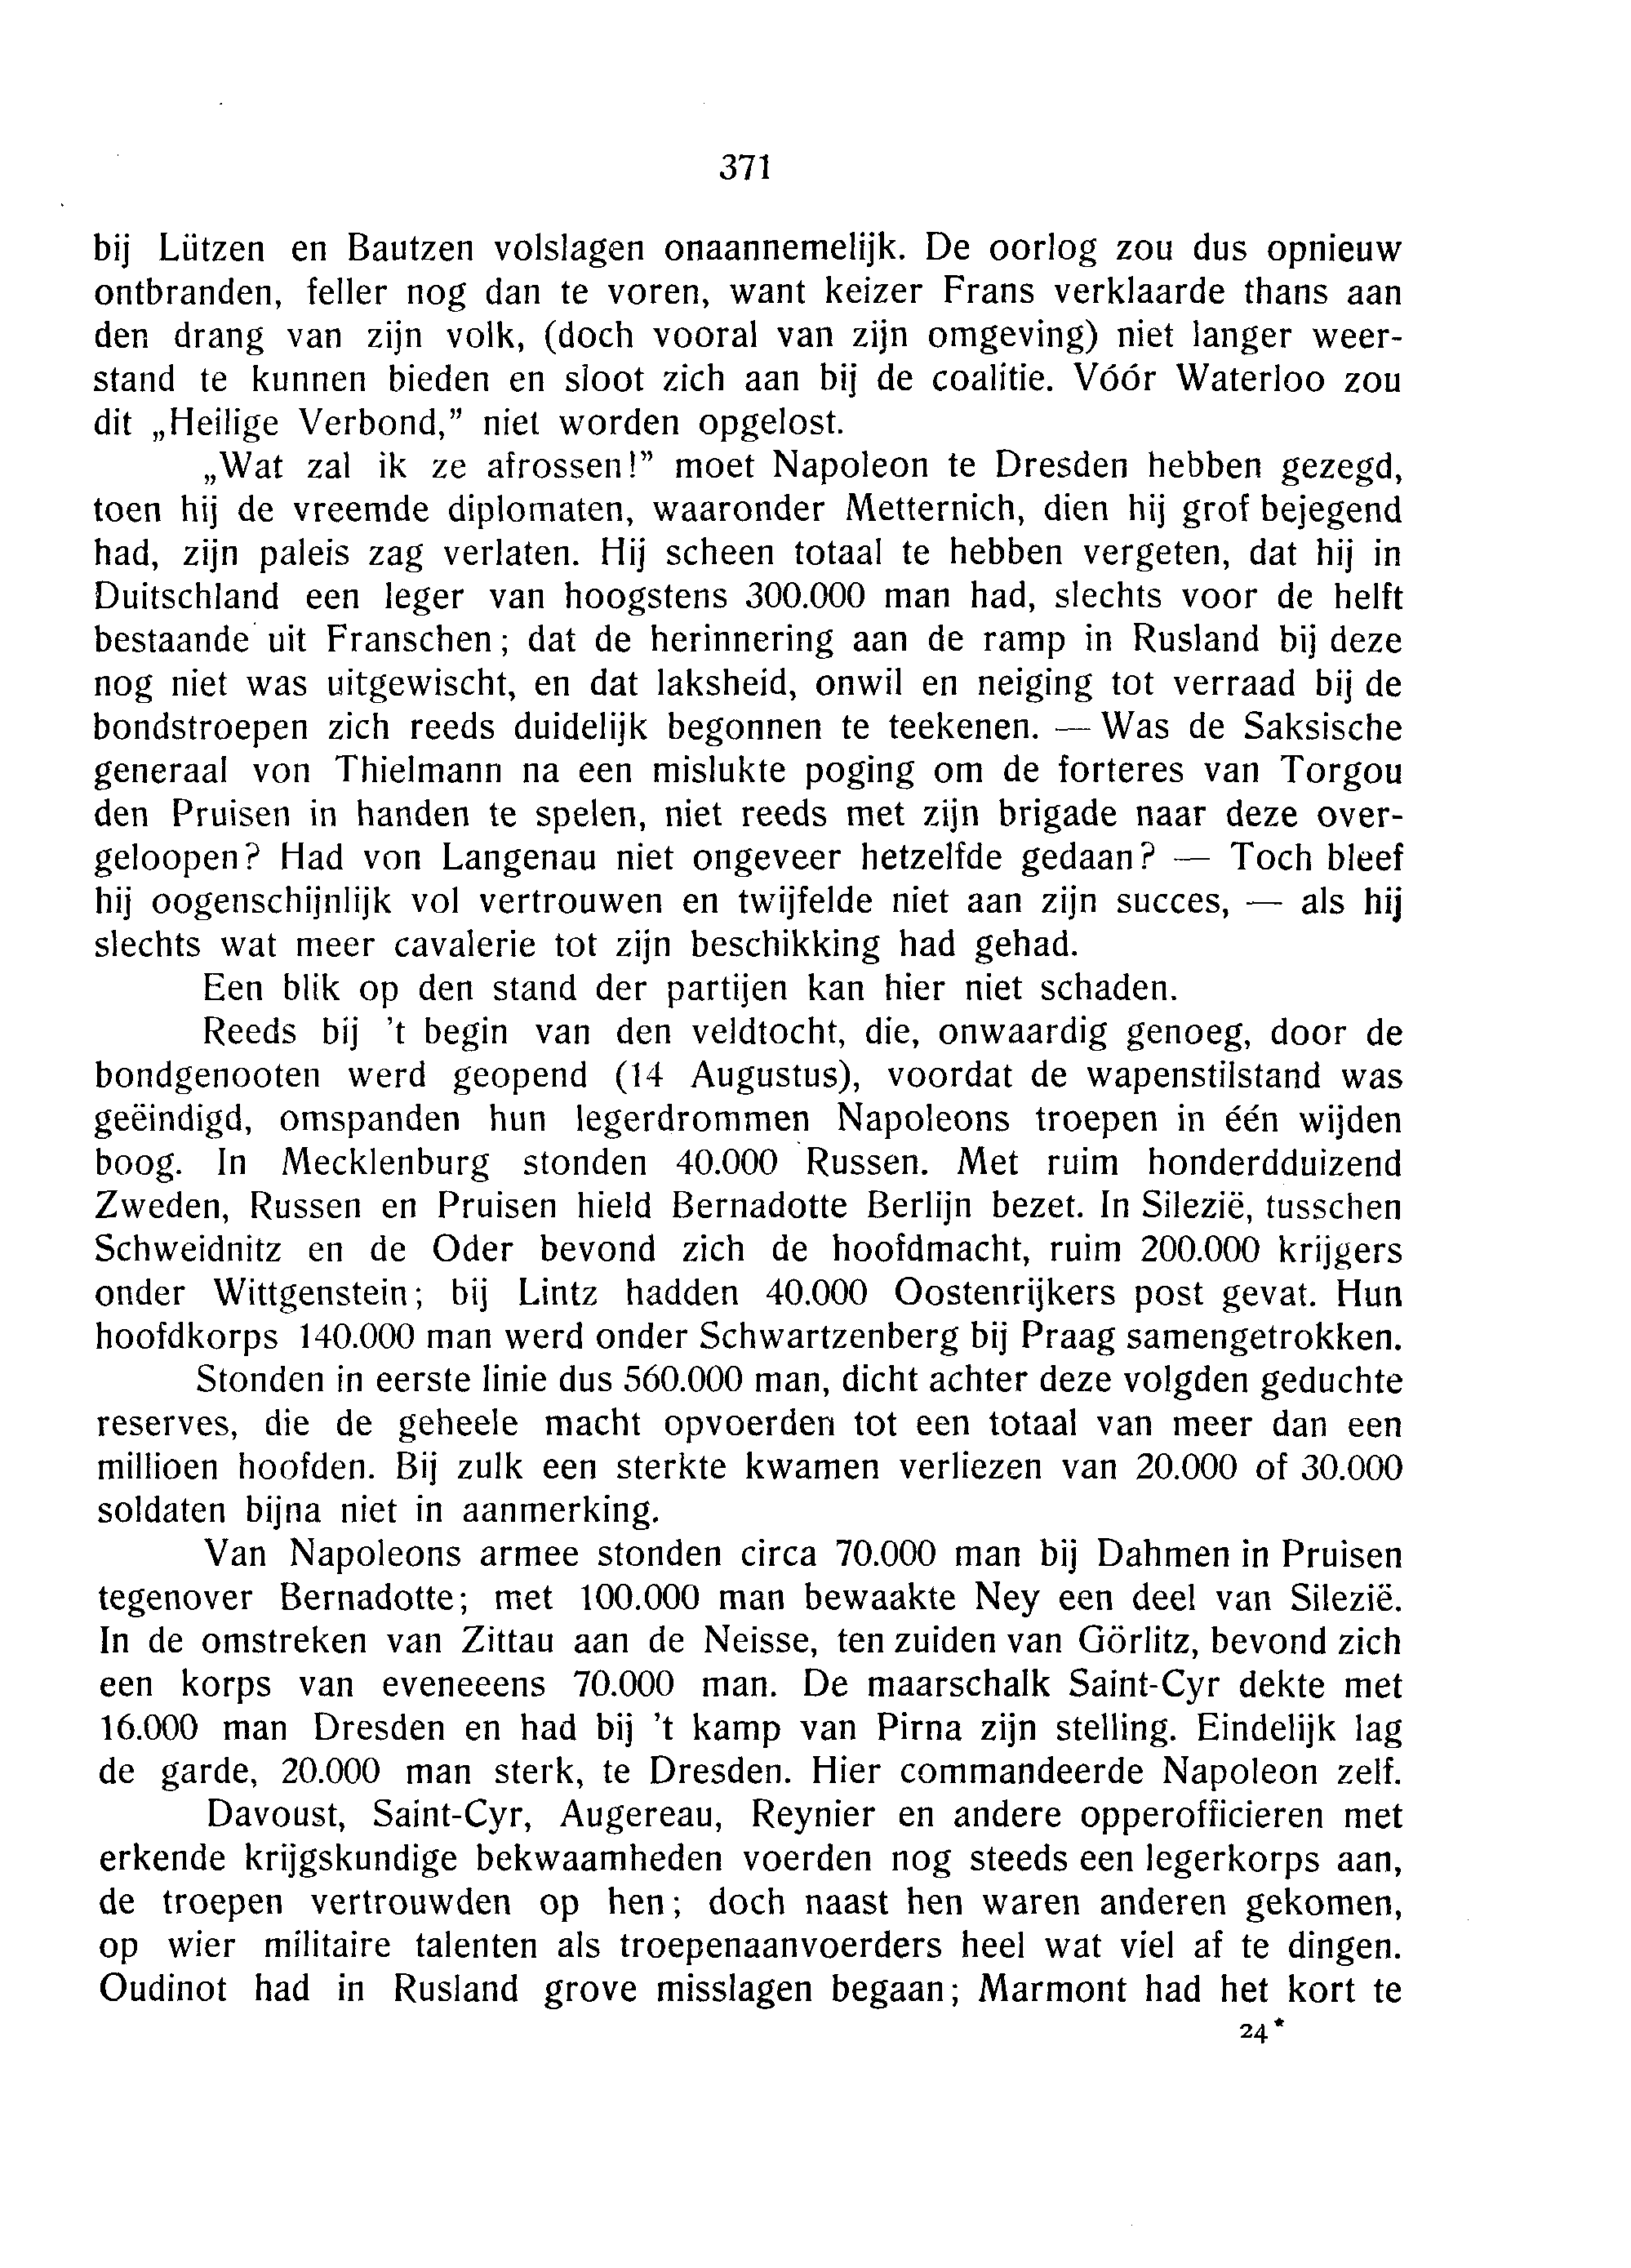 371
bij Lützen en Bautzen volslagen onaannemelijk. De oorlog zou dus opnieuw
ontbranden, feller nog dan te voren, want keizer Frans verklaarde thans aan
den drang van zijn volk, (doch vooral van zijn omgeving) niet langer weer-
stand te kunnen bieden en sloot zich aan bij de coalitie. Vóór Waterloo zou
dit „Heilige Verbond,” niet worden opgelost.
„Wat zal ik ze afrossen!” moet Napoleon te Dresden hebben gezegd,
toen hij de vreemde diplomaten, waaronder Metternich, dien hij grof bejegend
had, zijn paleis zag verlaten. Hij scheen totaal te hebben vergeten, dat hij in
Duitschland een leger van hoogstens 300.000 man had, slechts voor de helft
bestaande uit Franschen; dat de herinnering aan de ramp in Rusland bij deze
nog niet was uitgewischt, en dat laksheid, onwil en neiging tot verraad bij de
bondstroepen zich reeds duidelijk begonnen te teekenen. — Was de Saksische
generaal von Thielmann na een mislukte poging om de forteres van Torgou
den Pruisen in handen te spelen, niet reeds met zijn brigade naar deze over-
geloopen? Had von Langenau niet ongeveer hetzelfde gedaan? — Toch bleef
hij oogenschijnlijk vol vertrouwen en twijfelde niet aan zijn succes, — als hij
slechts wat meer cavalerie tot zijn beschikking had gehad.
Een blik op den stand der partijen kan hier niet schaden.
Reeds bij 't begin van den veldtocht, die, onwaardig genoeg, door de
bondgenooten werd geopend (14 Augustus), voordat de wapenstilstand was
geëindigd, omspanden hun legerdrommen Napoleons troepen in één wijden
boog. In Mecklenburg stonden 40.000 Russen. Met ruim honderdduizend
Zweden, Russen en Pruisen hield Bernadotte Berlijn bezet. In Silezië, tusschen
Schweidnitz en de Oder bevond zich de hoofdmacht, ruim 200.000 krijgers
onder Wittgenstein; bij Lintz hadden 40.000 Oostenrijkers post gevat. Hun
hoofdkorps 140.000 man werd onder Schwartzenberg bij Praag samengetrokken.
Stonden in eerste linie dus 560.000 man, dicht achter deze volgden geduchte
reserves, die de geheele macht opvoerden tot een totaal van meer dan een
millioen hoofden. Bij zulk een sterkte kwamen verliezen van 20.000 of 30.000
soldaten bijna niet in aanmerking.
Van Napoleons armee stonden circa 70.000 man bij Dahmen in Pruisen
tegenover Bernadotte; met 100.000 man bewaakte Ney een deel van Silezië.
In de omstreken van Zittau aan de Neisse, ten zuiden van Görlitz, bevond zich
een korps van eveneeens 70.000 man. De maarschalk Saint-Cyr dekte met
16.000 man Dresden en had bij 't kamp van Pirna zijn stelling. Eindelijk lag
de garde, 20.000 man sterk, te Dresden. Hier commandeerde Napoleon zelf.
Davoust, Saint-Cyr, Augereau, Reynier en andere opperofficieren met
erkende krijgskundige bekwaamheden voerden nog steeds een legerkorps aan,
de troepen vertrouwden op hen; doch naast hen waren anderen gekomen,
op wier militaire talenten als troepenaanvoerders heel wat viel af te dingen.
Oudinot had in Rusland grove misslagen begaan; Marmont had het kort te
24*